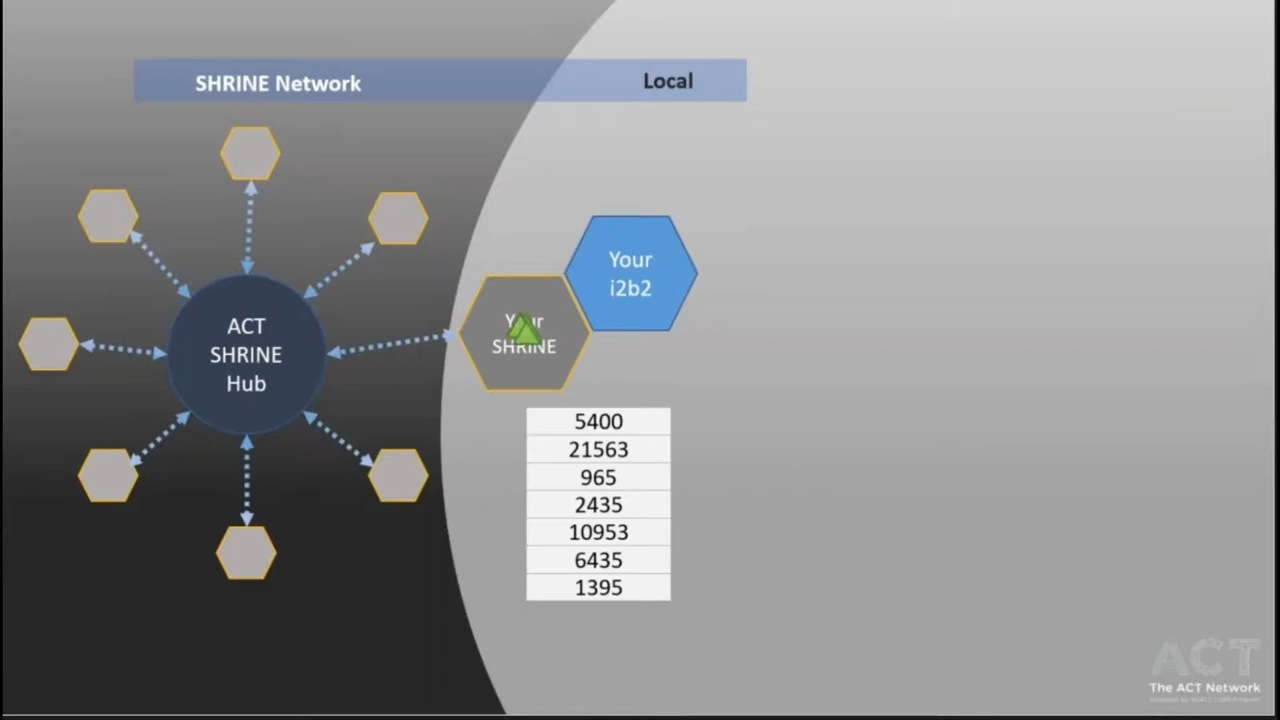 SHRINE Network
Local
ACT
SHRINE
Hub
Your
SHRINE
Your
i2b2
5400
21563
965
2435
10953
6435
1395
ACT
The ACT Network